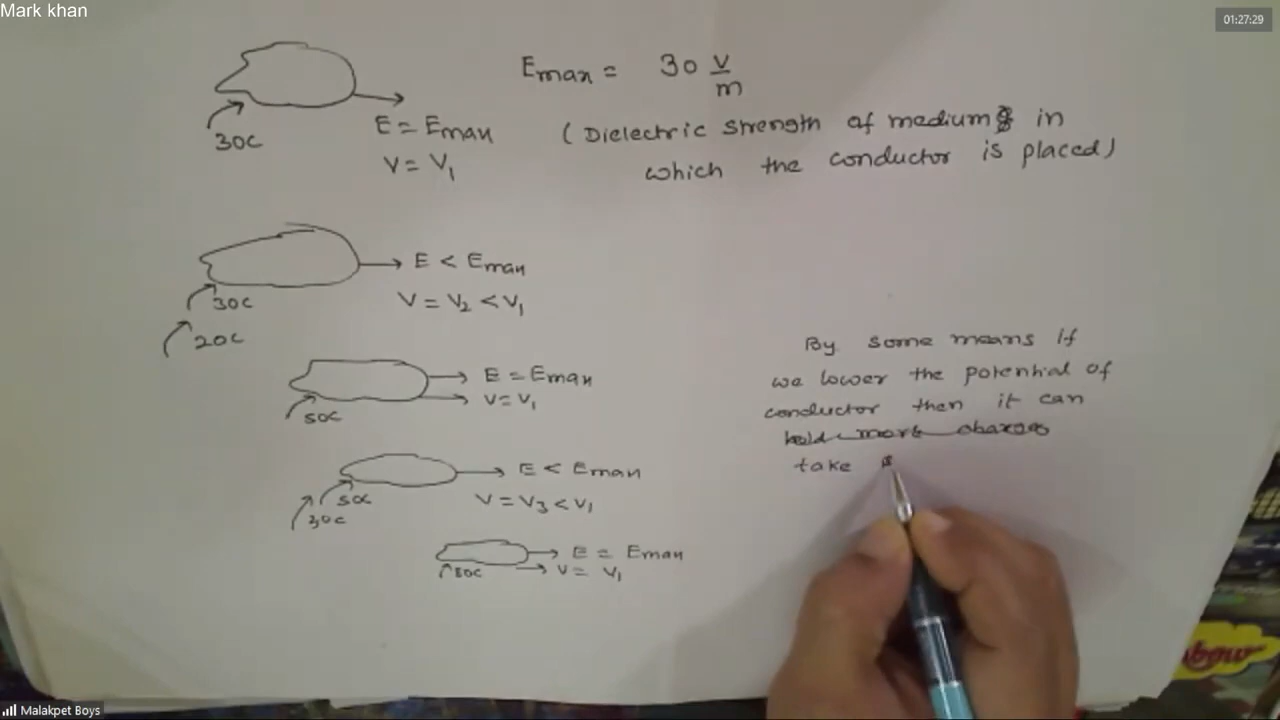 Mark khan
01:27:29
Emax = 30 V/m
30C
E = Emax
V = V₁
( Dielectric strength of medium in
which the conductor is placed)
E < Emax
V = V₂ < V₁
30C
20C
E = Emax
V = V₁
50C
E < Emax
V = V₃ < V₁
50C
30C
E = Emax
V = V₁
80C
By some means if
we lower the potential of
conductor then it can
hold more charges
take
Malakpet Boys